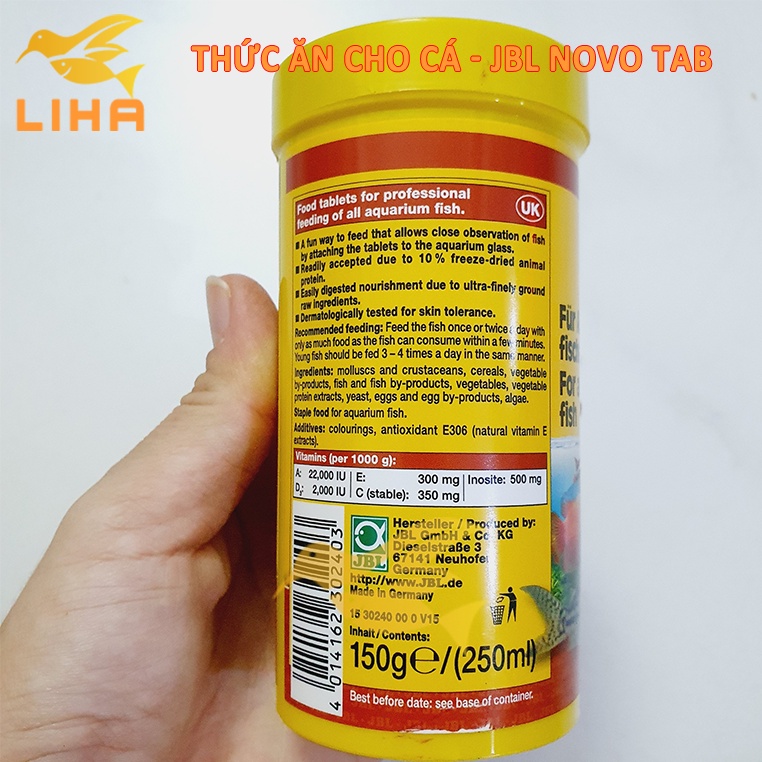 THỨC ĂN CHO CÁ - JBL NOVO TAB
LIHA
Food tablets for professional
feeding of all aquarium fish.
UK
■ A fun way to feed that allows close observation of fish
by attaching the tablets to the aquarium glass.
■ Readily accepted due to 10 % freeze-dried animal
protein.
■ Easily digested nourishment due to ultra-finely ground
raw ingredients.
■ Dermatologically tested for skin tolerance.
Recommended feeding: Feed the fish once or twice a day with
only as much food as the fish can consume within a few minutes.
Young fish should be fed 3 – 4 times a day in the same manner.
Ingredients: molluscs and crustaceans, cereals, vegetable
by-products, fish and fish by-products, vegetables, vegetable
protein extracts, yeast, eggs and egg by-products, algae.
Staple food for aquarium fish.
Additives: colourings, antioxidant E306 (natural vitamin E
extracts).
Vitamins (per 1000 g):
A: 22,000 IU E: 300 mg Inosite: 500 mg
D3: 2,000 IU C (stable): 350 mg
Für
fisch
For
fish
JBL
Hersteller / Produced by:
JBL GmbH & Co. KG
Dieselstraße 3
67141 Neuhofen
Germany
http://www.JBL.de
Made in Germany
15 30240 00 0 V15
Inhalt / Contents:
150g e / (250ml)
4 014162 302403
Best before date: see base of container.
JBL - JBL - JBL - JBL